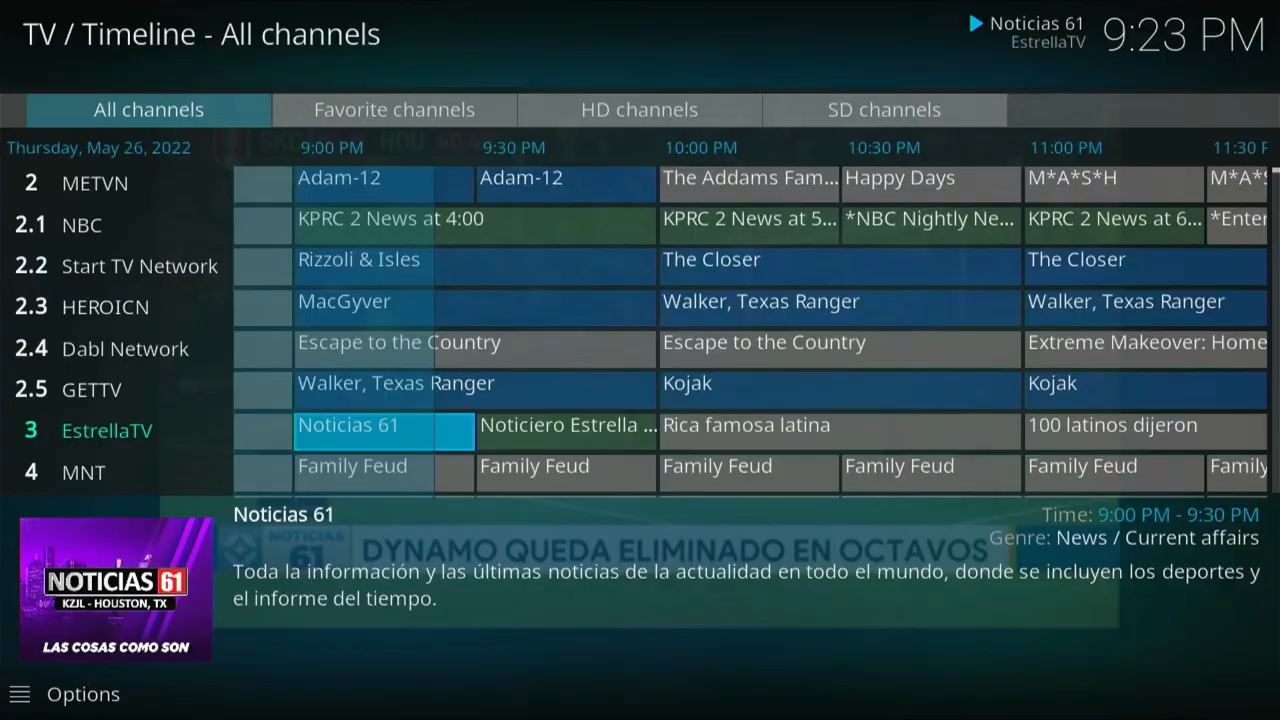 TV / Timeline - All channels
Noticias 61
EstrellaTV
9:23 PM
All channels
Favorite channels
HD channels
SD channels
Thursday, May 26, 2022
9:00 PM
9:30 PM
10:00 PM
10:30 PM
11:00 PM
11:30 P
2 METVN
Adam-12
Adam-12
The Addams Fam...
Happy Days
M*A*S*H
M*A*S
2.1 NBC
KPRC 2 News at 4:00
KPRC 2 News at 5...
*NBC Nightly Ne...
KPRC 2 News at 6...
*Enter
2.2 Start TV Network
Rizzoli & Isles
The Closer
The Closer
2.3 HEROICN
MacGyver
Walker, Texas Ranger
Walker, Texas Ranger
2.4 Dabl Network
Escape to the Country
Escape to the Country
Extreme Makeover: Home
2.5 GETTV
Walker, Texas Ranger
Kojak
Kojak
3 EstrellaTV
Noticias 61
Noticiero Estrella ...
Rica famosa latina
100 latinos dijeron
4 MNT
Family Feud
Family Feud
Family Feud
Family Feud
Family Feud
Family
Noticias 61
Time: 9:00 PM - 9:30 PM
Genre: News / Current affairs
NOTICIAS
61
DYNAMO QUEDA ELIMINADO EN OCTAVOS
Toda la información y las últimas noticias de la actualidad en todo el mundo, donde se incluyen los deportes y
el informe del tiempo.
NOTICIAS 61
KZJL - HOUSTON, TX
LAS COSAS COMO SON
Options